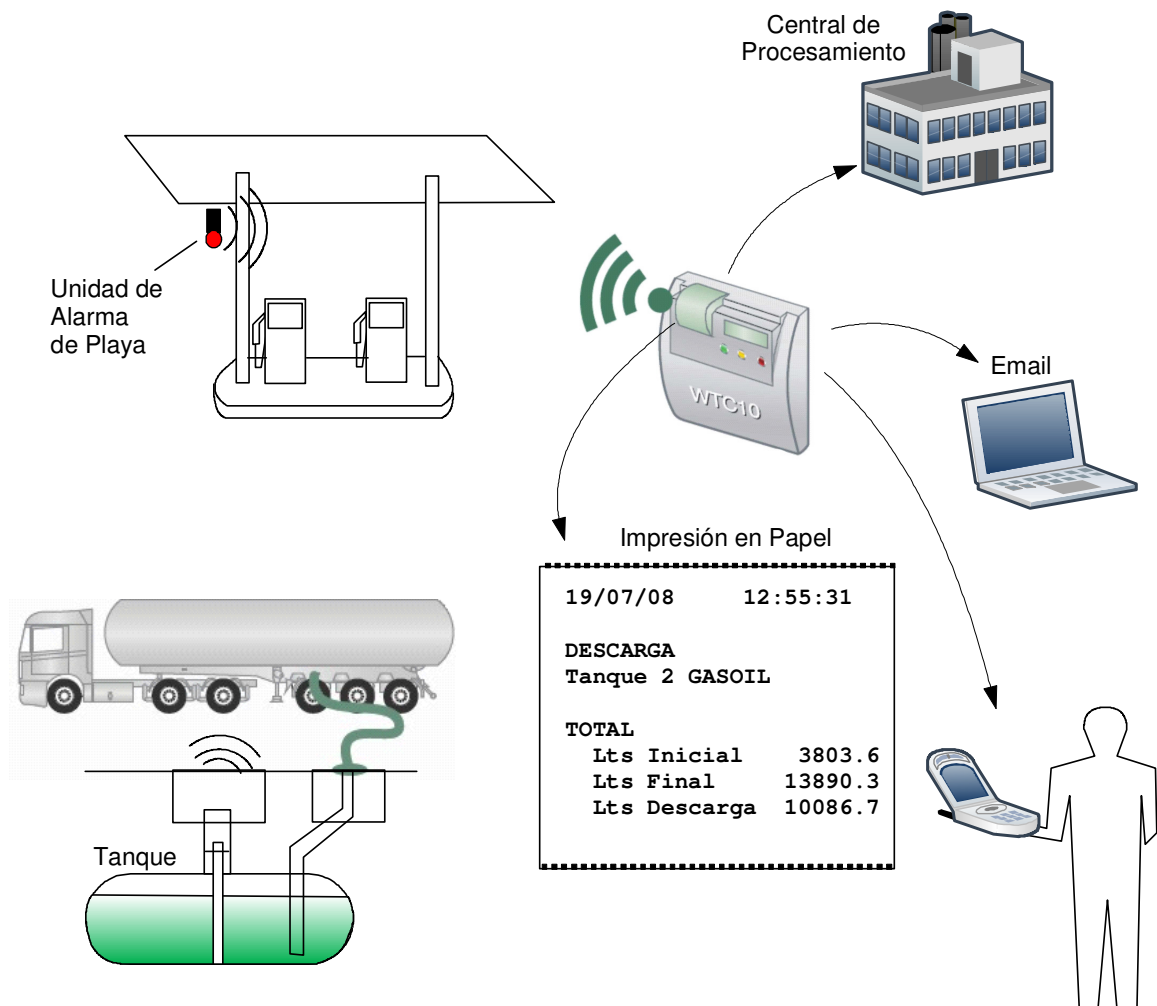 Central de
Procesamiento
Unidad de
Alarma
de Playa
WTC10
Email
Impresión en Papel
19/07/08 12:55:31
DESCARGA
Tanque 2 GASOIL
TOTAL
Lts Inicial 3803.6
Lts Final 13890.3
Lts Descarga 10086.7
Tanque